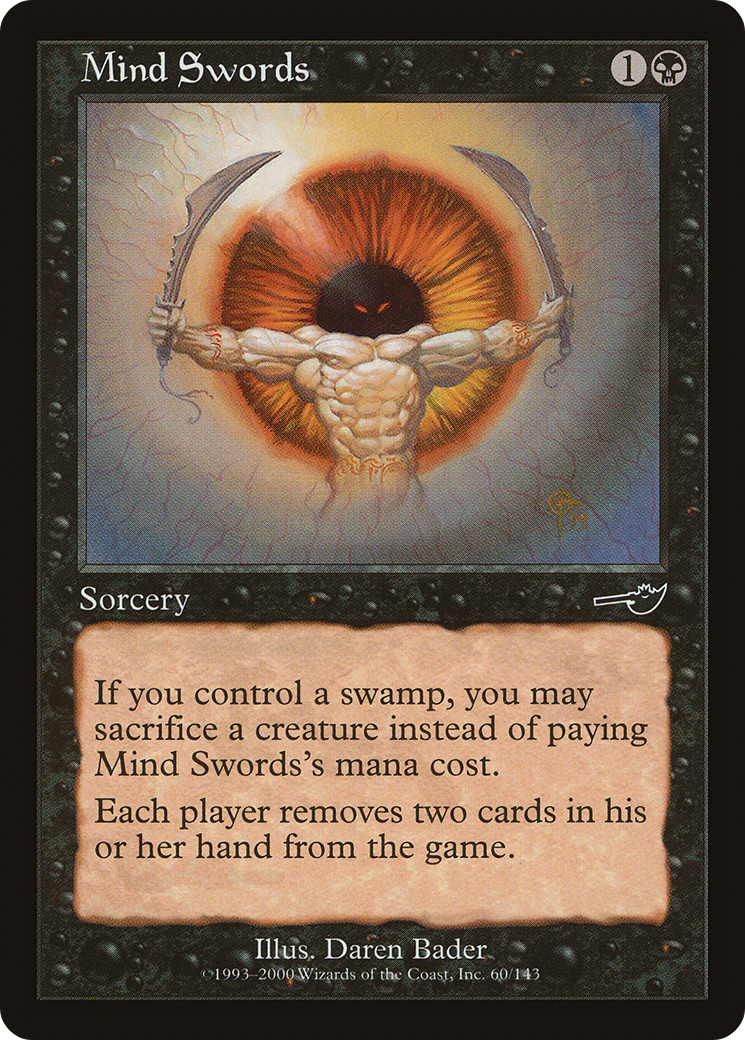 Mind Swords 1
Sorcery
If you control a swamp, you may
sacrifice a creature instead of paying
Mind Swords's mana cost.
Each player removes two cards in his
or her hand from the game.
Illus. Daren Bader
©1993–2000 Wizards of the Coast, Inc. 60/143